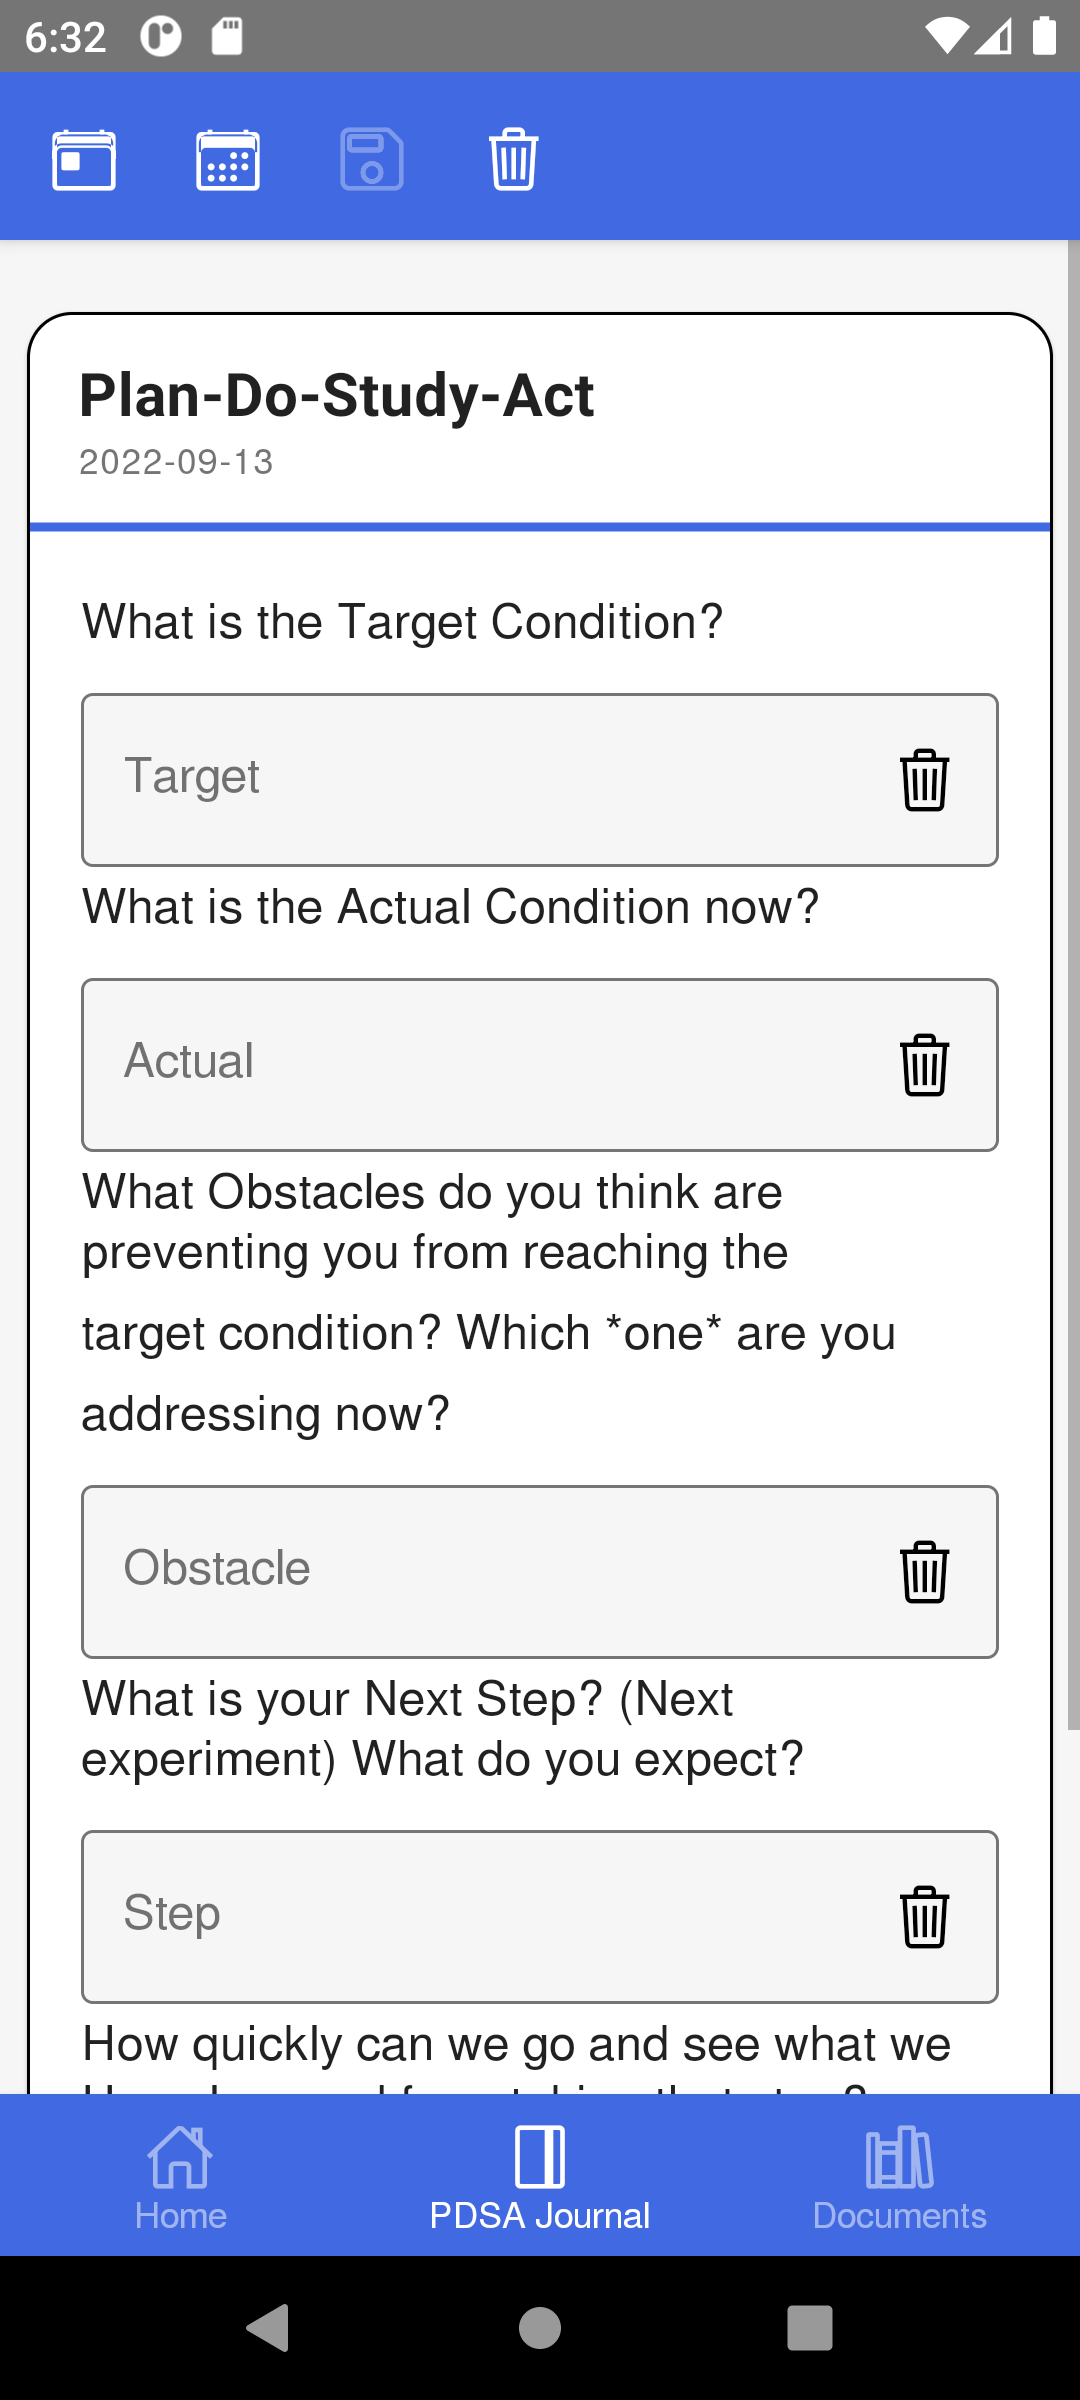 6:32
Plan-Do-Study-Act
2022-09-13
What is the Target Condition?
Target
What is the Actual Condition now?
Actual
What Obstacles do you think are
preventing you from reaching the
target condition? Which *one* are you
addressing now?
Obstacle
What is your Next Step? (Next
experiment) What do you expect?
Step
How quickly can we go and see what we
Home
PDSA Journal
Documents